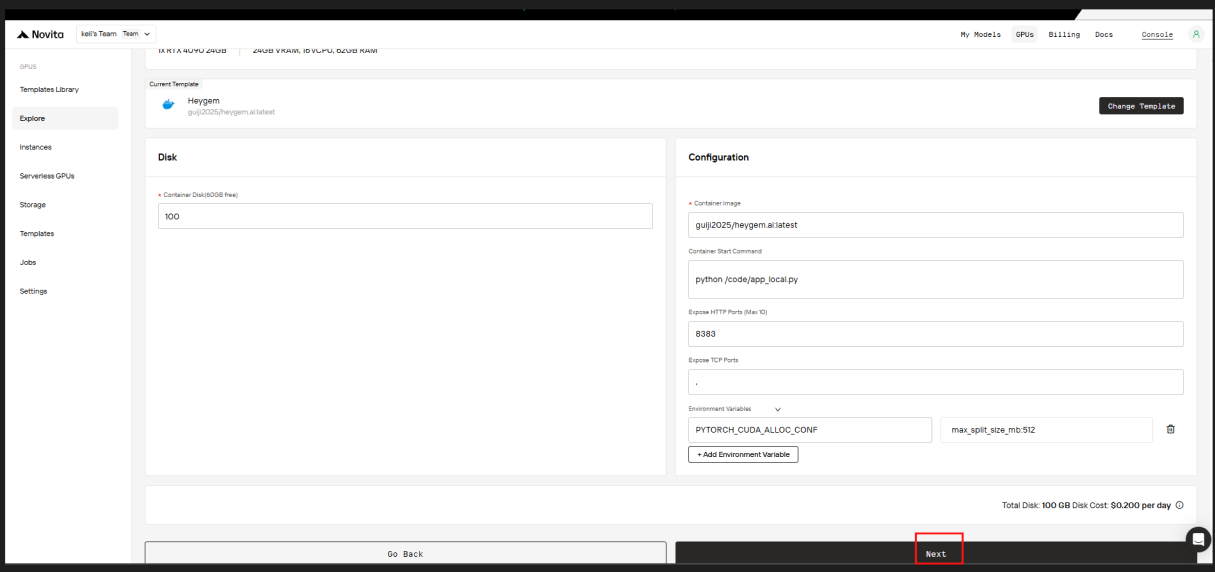 Novita
keli's Team Team
My Models GPUs Billing Docs Console
GPUS
Templates Library
Explore
Instances
Serverless GPUs
Storage
Templates
Jobs
Settings
1x RTX 4090 24GB 24GB VRAM, 16 VCPU, 62GB RAM
Current Template
Heygem
guiji2025/heygem.ai:latest
Change Template
Disk
* Container Disk(60GB free)
100
Configuration
* Container Image
guiji2025/heygem.ai:latest
Container Start Command
python /code/app_local.py
Expose HTTP Ports (Max 10)
8383
Expose TCP Ports
,
Environment Variables
PYTORCH_CUDA_ALLOC_CONF max_split_size_mb:512
+ Add Environment Variable
Total Disk: 100 GB Disk Cost: $0.200 per day
Go Back
Next